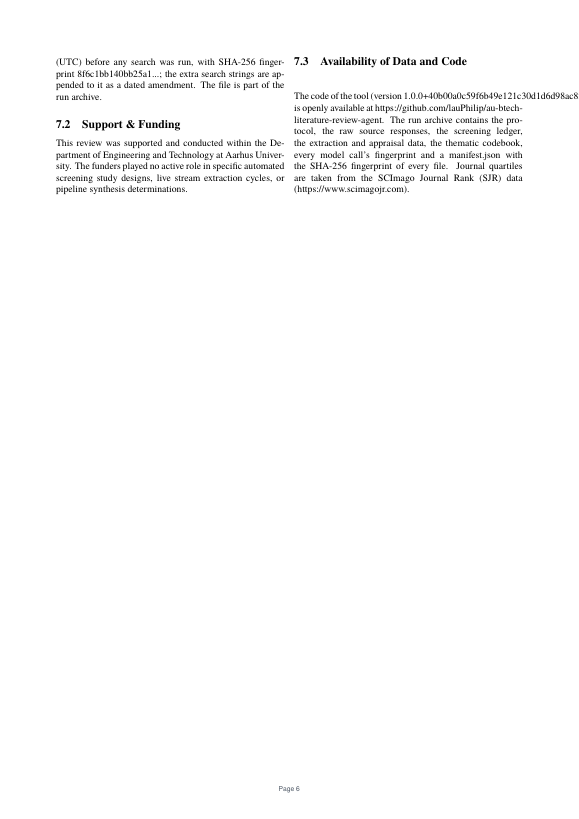 (UTC) before any search was run, with SHA-256 finger-
print 8f6c1bb140bb25a1...; the extra search strings are ap-
pended to it as a dated amendment. The file is part of the
run archive.
7.2 Support & Funding
This review was supported and conducted within the De-
partment of Engineering and Technology at Aarhus Univer-
sity. The funders played no active role in specific automated
screening study designs, live stream extraction cycles, or
pipeline synthesis determinations.
7.3 Availability of Data and Code
The code of the tool (version 1.0.0+40b00a0c59f6b49e121c30d1d6d98ac8
is openly available at https://github.com/lauPhilip/au-btech-
literature-review-agent. The run archive contains the pro-
tocol, the raw source responses, the screening ledger,
the extraction and appraisal data, the thematic codebook,
every model call's fingerprint and a manifest.json with
the SHA-256 fingerprint of every file. Journal quartiles
are taken from the SCImago Journal Rank (SJR) data
(https://www.scimagojr.com).
Page 6